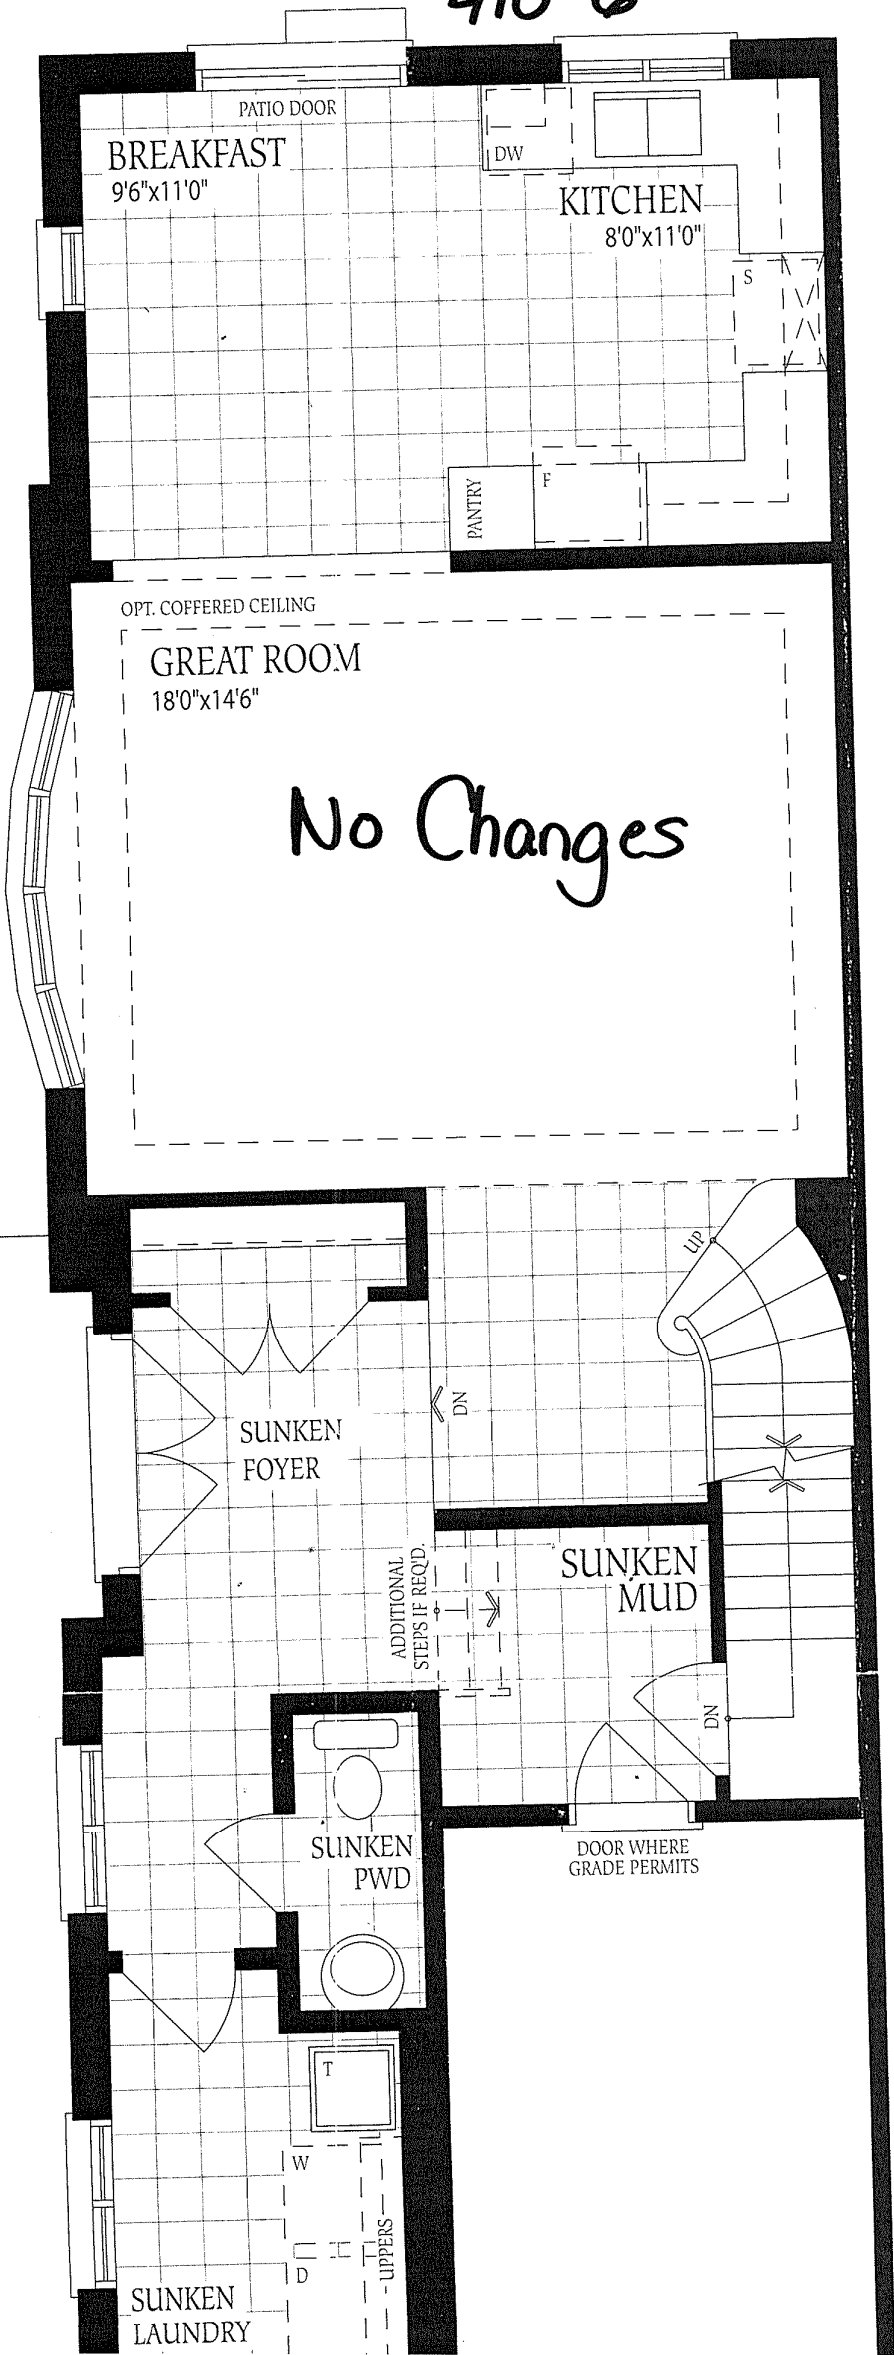 PATIO DOOR
BREAKFAST
9'6"x11'0"
DW
KITCHEN
8'0"x11'0"
S
PANTRY
F
OPT. COFFERED CEILING
GREAT ROOM
18'0"x14'6"
No Changes
UP
DN
SUNKEN
FOYER
ADDITIONAL
STEPS IF REQ'D.
SUNKEN
MUD
DN
SUNKEN
PWD
DOOR WHERE
GRADE PERMITS
T
W
D
UPPERS
SUNKEN
LAUNDRY